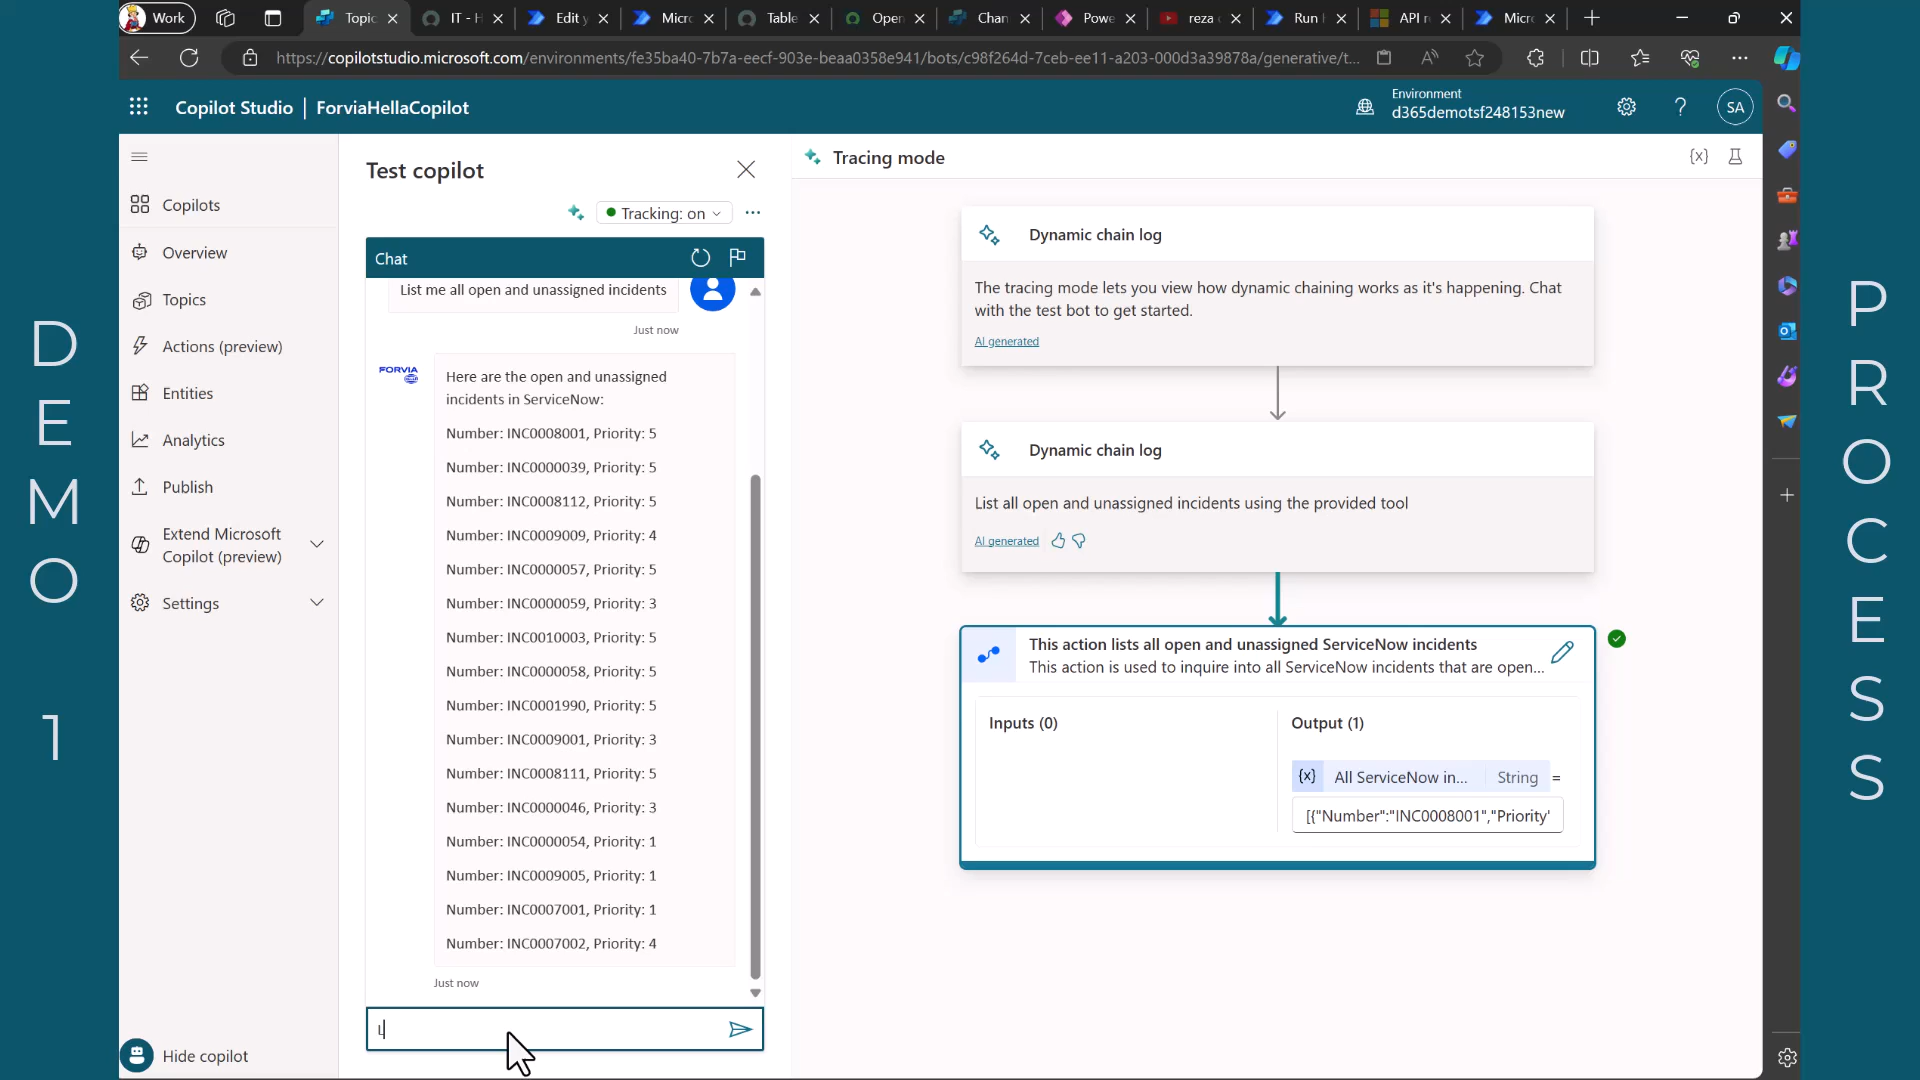 DEMO 1
Work
Topic
IT - H
Edit y
Micro
Table
Open
Chan
Powe
reza
Run
API r
Micro
https://copilotstudio.microsoft.com/environments/fe35ba40-7b7a-eecf-903e-beaa0358e941/bots/c98f264d-7ceb-ee11-a203-000d3a39878a/generative/t...
Copilot Studio | ForviaHellaCopilot
Environment
d365demotsf248153new
SA
Copilots
Overview
Topics
Actions (preview)
Entities
Analytics
Publish
Extend Microsoft
Copilot (preview)
Settings
Hide copilot
Test copilot
Tracking: on
Chat
List me all open and unassigned incidents
Just now
FORVIA
Here are the open and unassigned
incidents in ServiceNow:
Number: INC0008001, Priority: 5
Number: INC0000039, Priority: 5
Number: INC0008112, Priority: 5
Number: INC0009009, Priority: 4
Number: INC0000057, Priority: 5
Number: INC0000059, Priority: 3
Number: INC0010003, Priority: 5
Number: INC0000058, Priority: 5
Number: INC0001990, Priority: 5
Number: INC0009001, Priority: 3
Number: INC0008111, Priority: 5
Number: INC0000046, Priority: 3
Number: INC0000054, Priority: 1
Number: INC0009005, Priority: 1
Number: INC0007001, Priority: 1
Number: INC0007002, Priority: 4
Just now
L
Tracing mode
{x}
Dynamic chain log
The tracing mode lets you view how dynamic chaining works as it's happening. Chat
with the test bot to get started.
AI generated
Dynamic chain log
List all open and unassigned incidents using the provided tool
AI generated
This action lists all open and unassigned ServiceNow incidents
This action is used to inquire into all ServiceNow incidents that are open...
Inputs (0)
Output (1)
{x} All ServiceNow in... String =
[{"Number":"INC0008001","Priority"
PROCESS